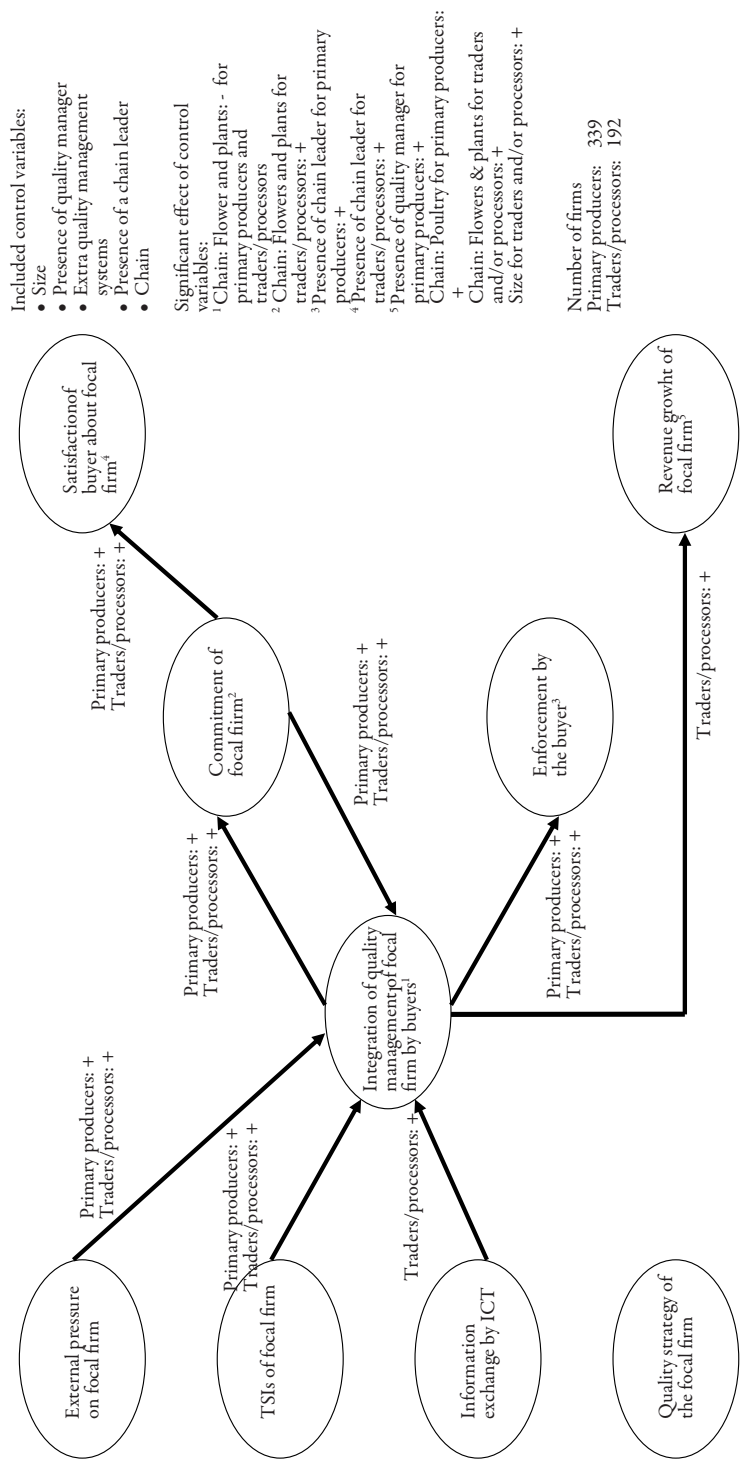 External pressure
on focal firm
TSIs of focal firm
Information
exchange by ICT
Quality strategy of
the focal firm
Primary producers: +
Traders/processors: +
Primary producers: +
Traders/processors: +
Traders/processors: +
Integration of quality
management of focal
firm by buyers¹
Primary producers: +
Traders/processors: +
Primary producers: +
Traders/processors: +
Primary producers: +
Traders/processors: +
Commitment of
focal fiirm²
Enforcement by
the buyer³
Traders/processors: +
Primary producers: +
Traders/processors: +
Satisfactionof
buyer about focal
firm⁴
Revenue growht of
focal firm⁵
Included control variables:
• Size
• Presence of quality manager
• Extra quality management
systems
• Presence of a chain leader
• Chain
Significant effect of control
variables:
¹ Chain: Flower and plants: - for
primary producers and
traders/processors
² Chain: Flowers and plants for
traders/processors: +
³ Presence of chain leader for primary
producers: +
⁴ Presence of chain leader for
traders/processors: +
⁵ Presence of quality manager for
primary producers: +
Chain: Poultry for primary producers:
+
Chain: Flowers & plants for traders
and/or processors: +
Size for traders and/or processors: +
Number of firms
Primary producers: 339
Traders/processors: 192